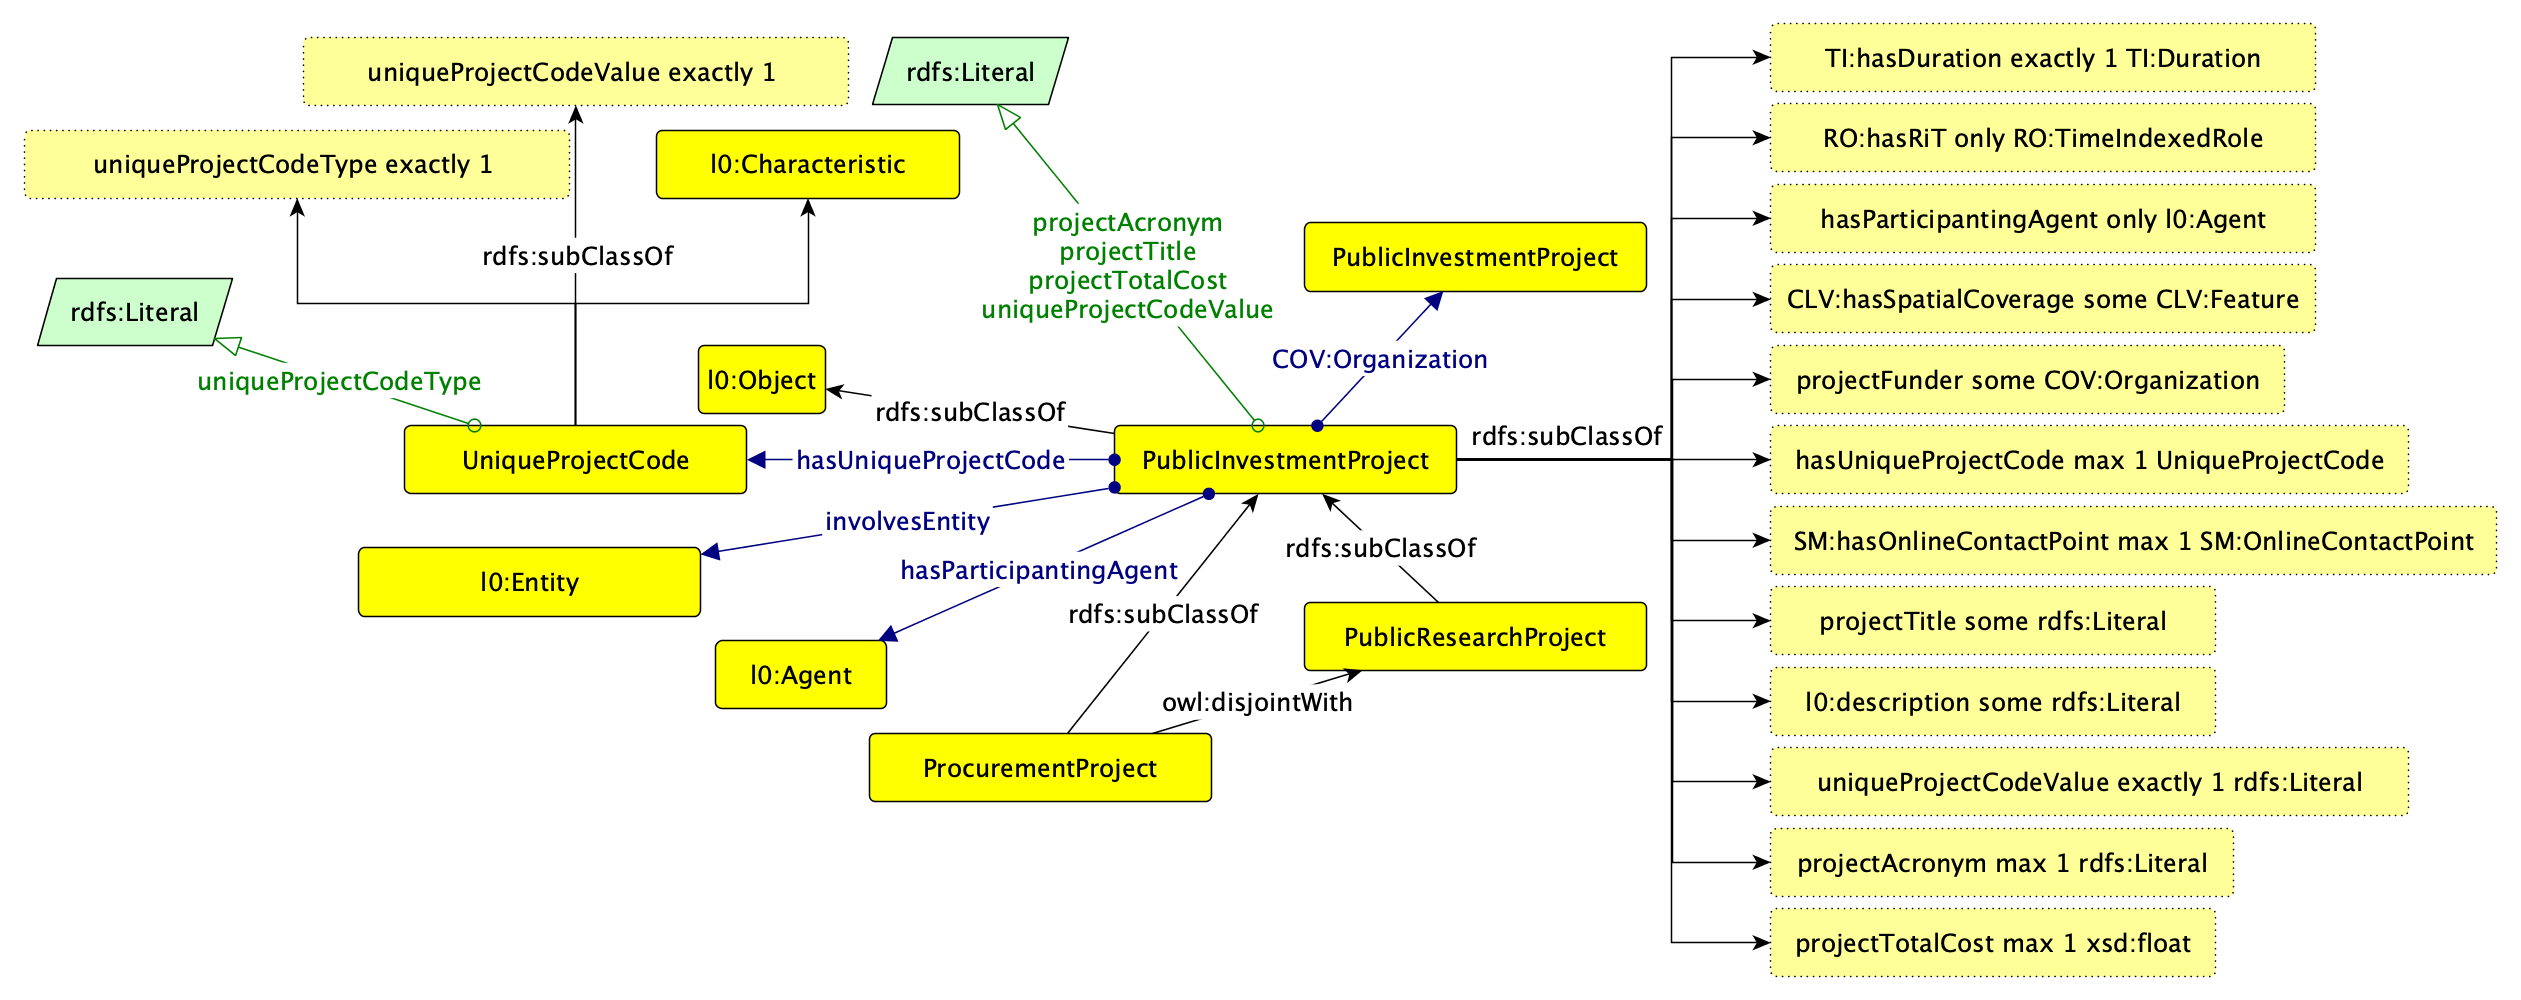 uniqueProjectCodeValue exactly 1
rdfs:Literal
uniqueProjectCodeType exactly 1
l0:Characteristic
rdfs:subClassOf
rdfs:Literal
uniqueProjectCodeType
UniqueProjectCode
projectAcronym
projectTitle
projectTotalCost
uniqueProjectCodeValue
PublicInvestmentProject
COV:Organization
l0:Object
rdfs:subClassOf
hasUniqueProjectCode
PublicInvestmentProject
rdfs:subClassOf
involvesEntity
l0:Entity
hasParticipantingAgent
l0:Agent
rdfs:subClassOf
rdfs:subClassOf
PublicResearchProject
owl:disjointWith
ProcurementProject
TI:hasDuration exactly 1 TI:Duration
RO:hasRiT only RO:TimeIndexedRole
hasParticipantingAgent only l0:Agent
CLV:hasSpatialCoverage some CLV:Feature
projectFunder some COV:Organization
hasUniqueProjectCode max 1 UniqueProjectCode
SM:hasOnlineContactPoint max 1 SM:OnlineContactPoint
projectTitle some rdfs:Literal
l0:description some rdfs:Literal
uniqueProjectCodeValue exactly 1 rdfs:Literal
projectAcronym max 1 rdfs:Literal
projectTotalCost max 1 xsd:float